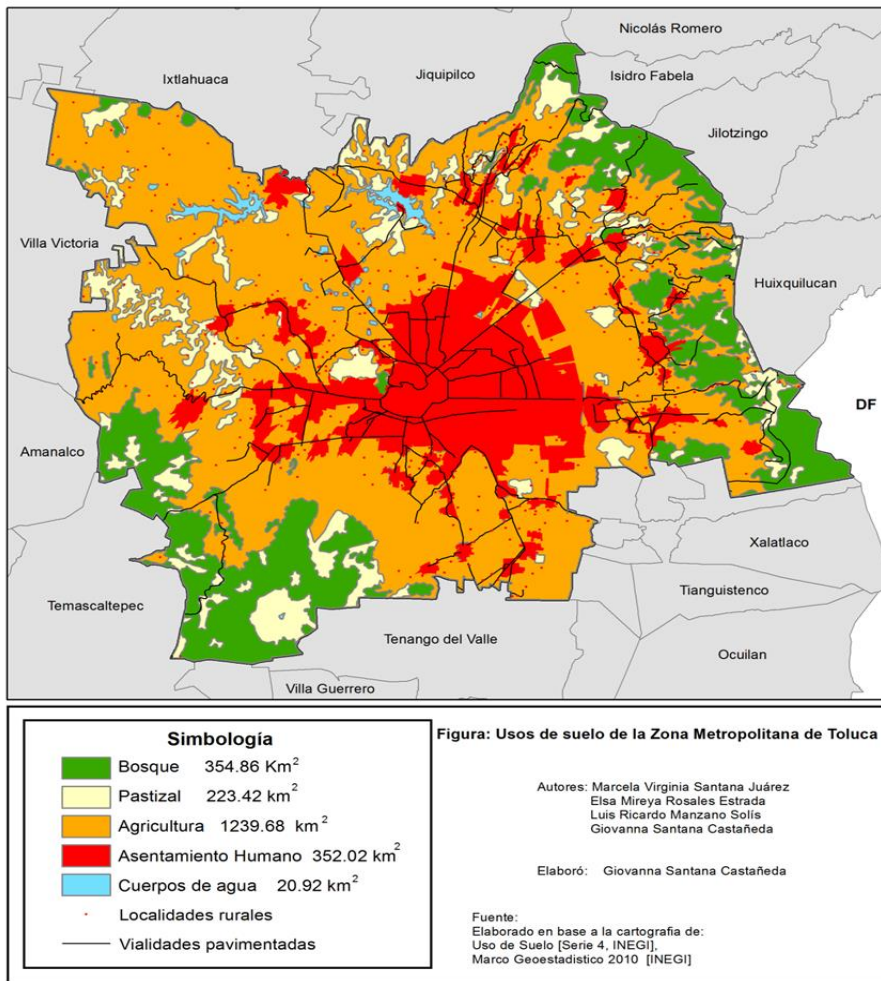 Nicolás Romero
Ixtlahuaca
Jiquipilco
Isidro Fabela
Jilotzingo
Villa Victoria
Huixquilucan
DF
Amanalco
Xalatlaco
Temascaltepec
Tianguistenco
Tenango del Valle
Ocuilan
Villa Guerrero
Simbología
Bosque 354.86 Km²
Pastizal 223.42 km²
Agricultura 1239.68 km²
Asentamiento Humano 352.02 km²
Cuerpos de agua 20.92 km²
Localidades rurales
Vialidades pavimentadas
Figura: Usos de suelo de la Zona Metropolitana de Toluca
Autores: Marcela Virginia Santana Juárez
Elsa Mireya Rosales Estrada
Luis Ricardo Manzano Solís
Giovanna Santana Castañeda
Elaboró: Giovanna Santana Castañeda
Fuente:
Elaborado en base a la cartografia de:
Uso de Suelo [Serie 4, INEGI],
Marco Geoestadistico 2010 [INEGI]